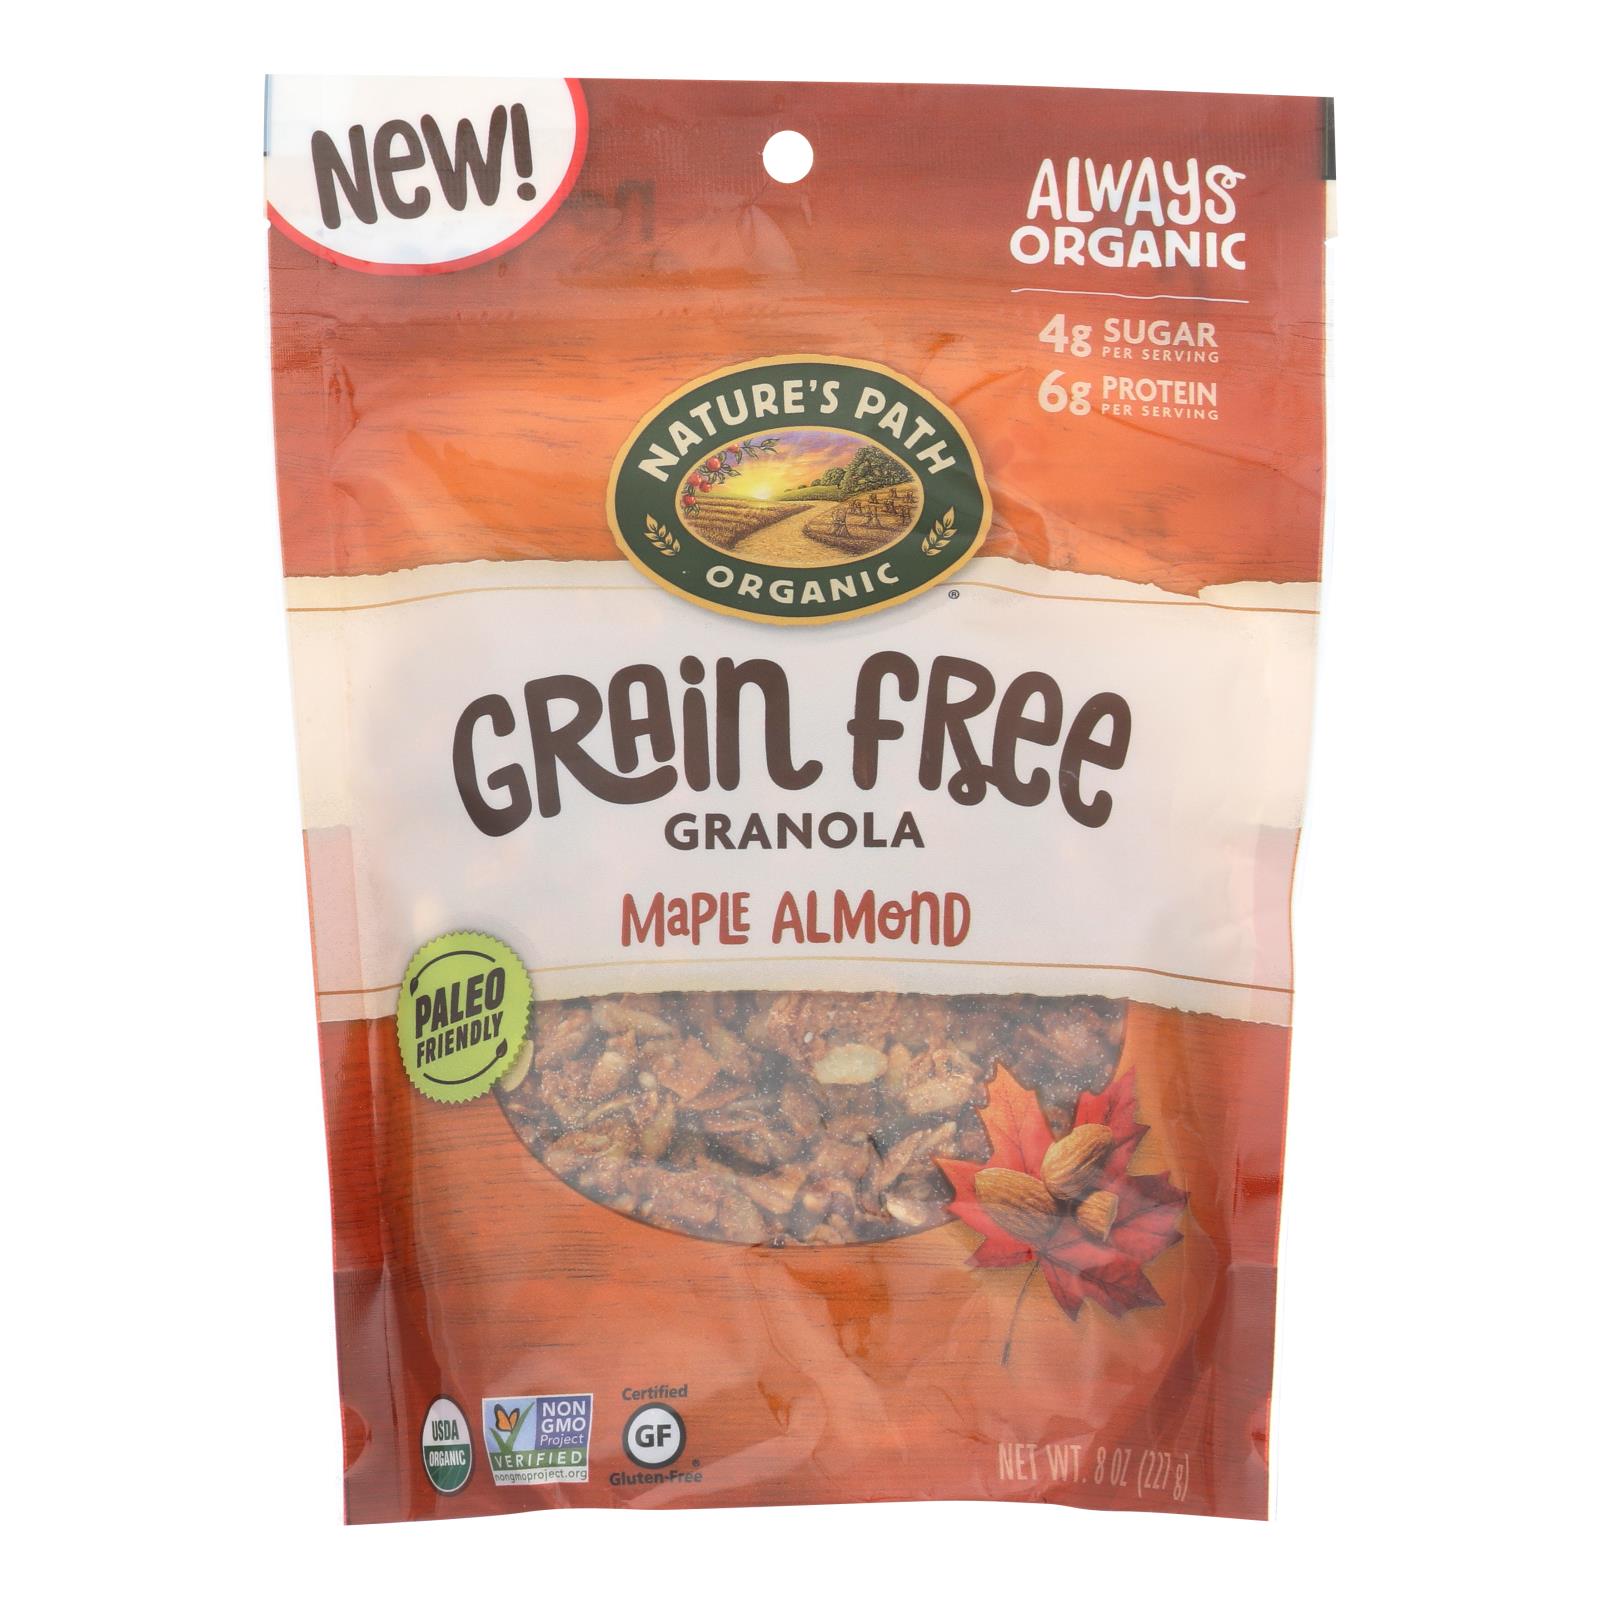 New!
ALWAYS
ORGANIC
4g SUGAR
PER SERVING
6g PROTEIN
PER SERVING
NATURE'S PATH
ORGANIC
®
GRAin fRee
GRANOLA
MaPLE ALMonD
PALEO
FRIENDLY
USDA
ORGANIC
NON
GMO
Project
VERIFIED
nongmoproject.org
Certified
GF
®
Gluten-Free
NET WT. 8 OZ (227 g)